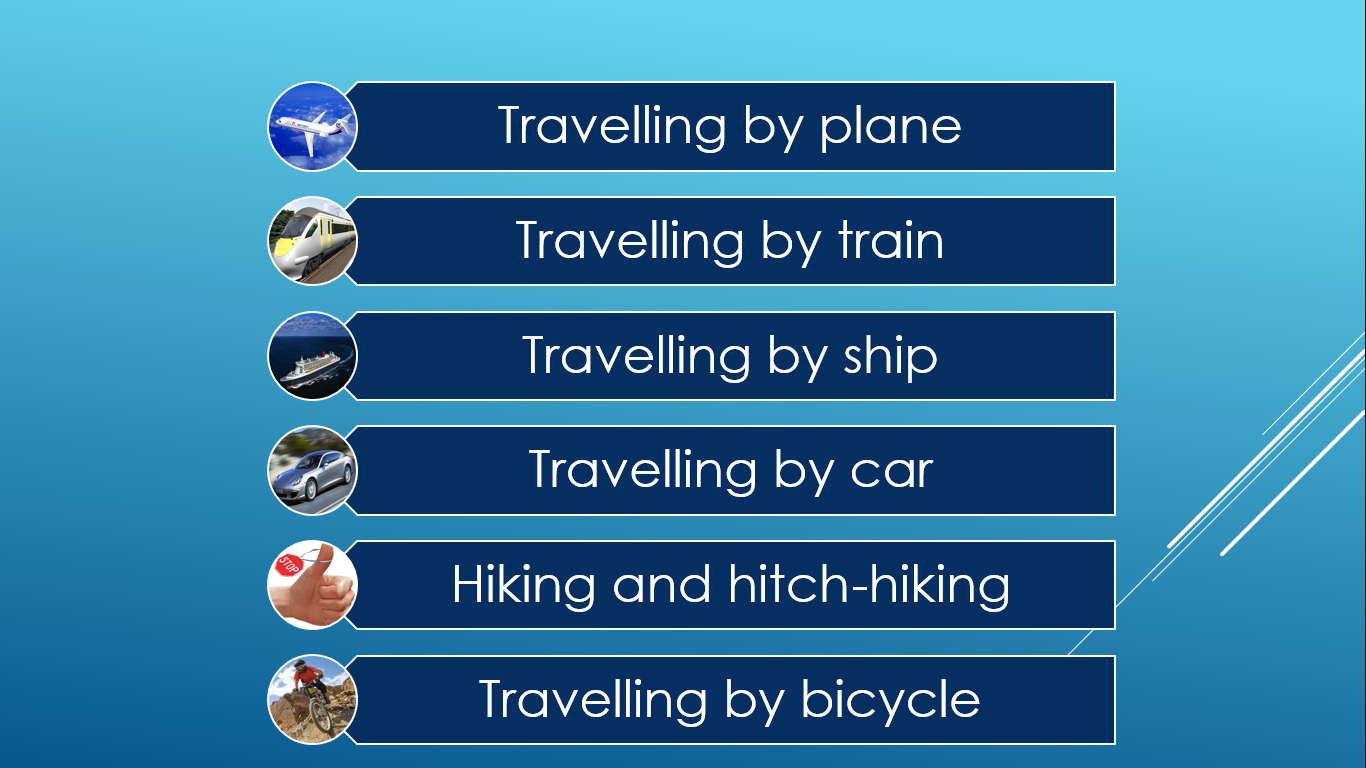 Travelling by plane
Travelling by train
Travelling by ship
Travelling by car
STOP
Hiking and hitch-hiking
Travelling by bicycle